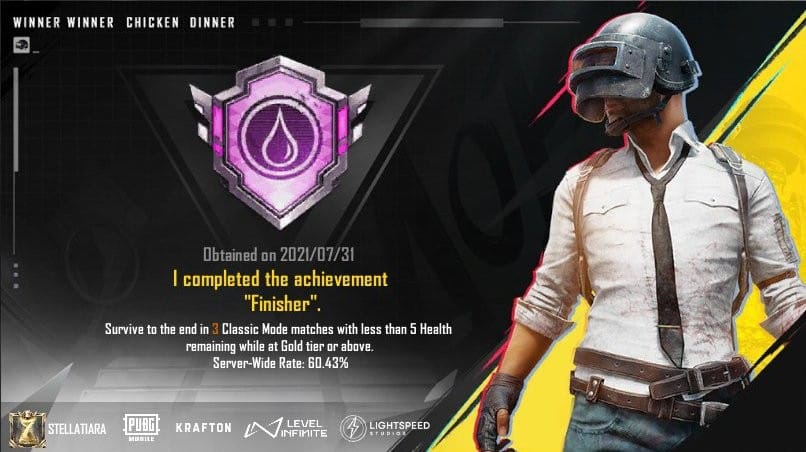 WINNER WINNER CHICKEN DINNER
Obtained on 2021/07/31
I completed the achievement
"Finisher".
Survive to the end in 3 Classic Mode matches with less than 5 Health
remaining while at Gold tier or above.
Server-Wide Rate: 60.43%
STELLATIARA
PUBG
MOBILE
KRAFTON
LEVEL
INFINITE
LIGHTSPEED
STUDIOS